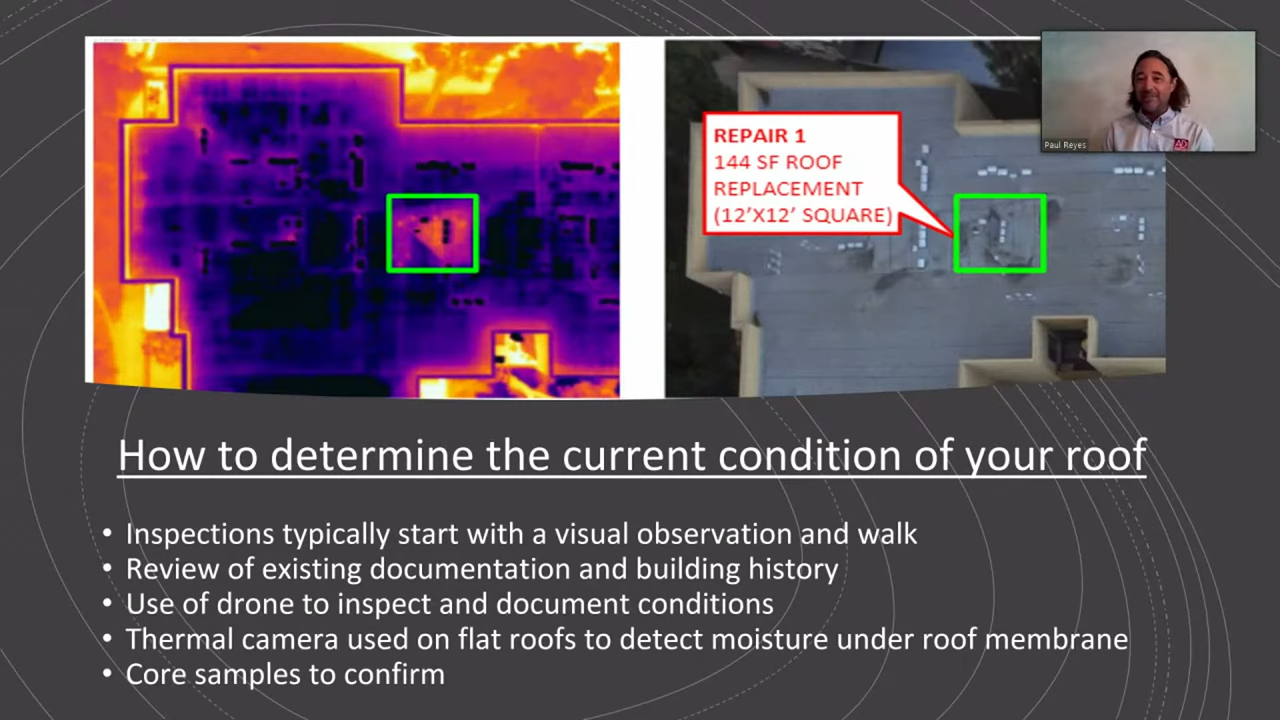 REPAIR 1
144 SF ROOF
REPLACEMENT
(12’X12’ SQUARE)
Paul Reyes
How to determine the current condition of your roof
• Inspections typically start with a visual observation and walk
• Review of existing documentation and building history
• Use of drone to inspect and document conditions
• Thermal camera used on flat roofs to detect moisture under roof membrane
• Core samples to confirm